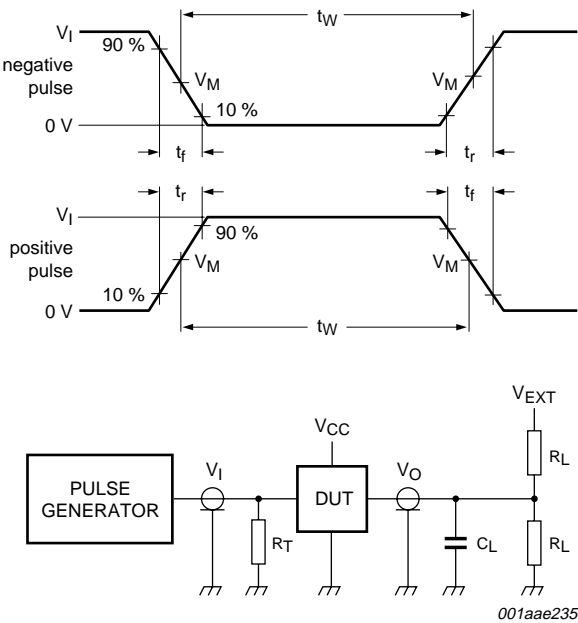 V_I
t_W
90 %
negative
pulse
V_M
V_M
10 %
0 V
t_f
t_r
t_r
t_f
V_I
90 %
positive
pulse
V_M
V_M
10 %
0 V
t_W
V_EXT
V_CC
R_L
V_I
V_O
PULSE
GENERATOR
DUT
R_T
C_L
R_L
001aae235